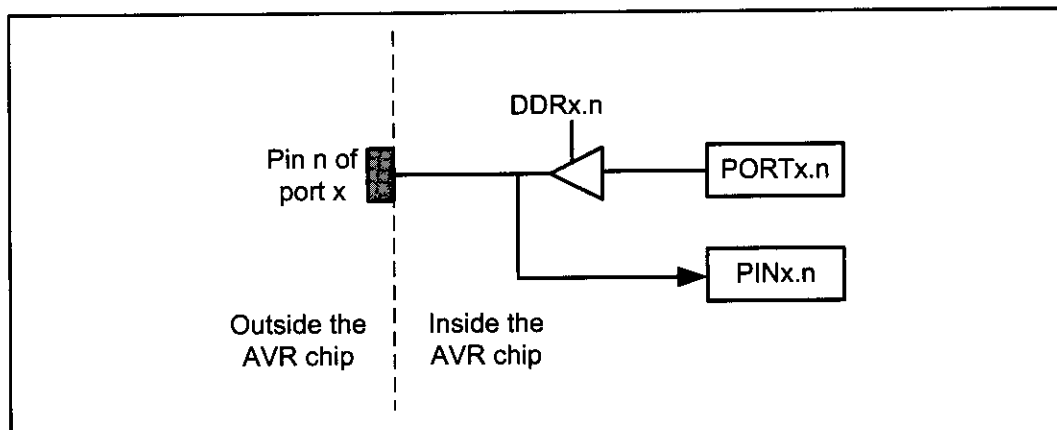 DDRx.n
Pin n of
port x
PORTx.n
PINx.n
Outside the
AVR chip
Inside the
AVR chip